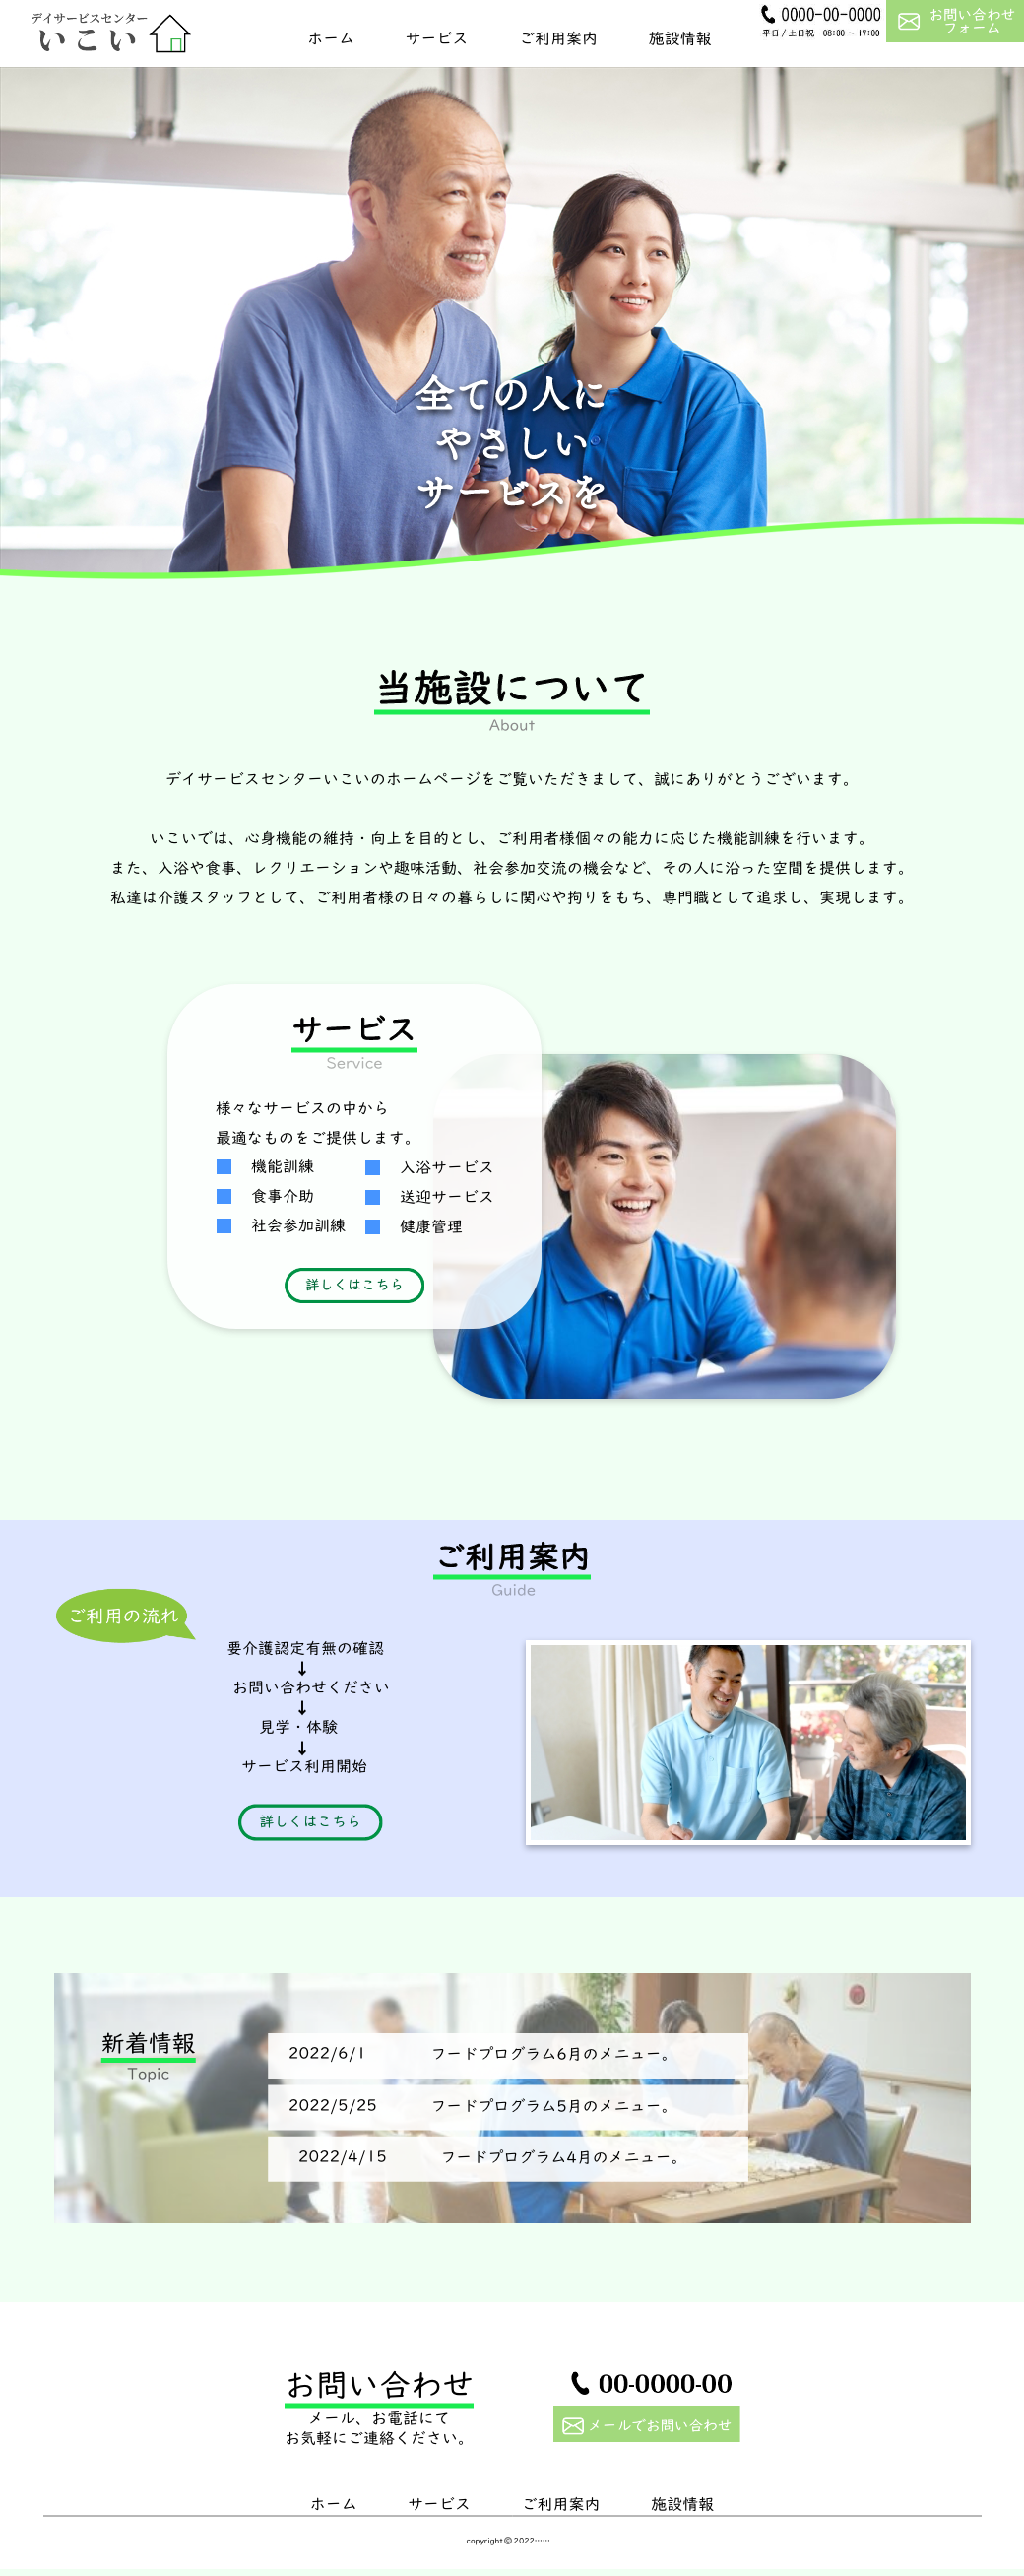 デイサービスセンター
いこい
ホーム サービス ご利用案内 施設情報
0000-00-0000
平日 / 土日祝 08:00 ~ 17:00
お問い合わせ
フォーム
全ての人に
やさしい
サービスを
当施設について
About
デイサービスセンターいこいのホームページをご覧いただきまして、誠にありがとうございます。
いこいでは、心身機能の維持・向上を目的とし、ご利用者様個々の能力に応じた機能訓練を行います。
また、入浴や食事、レクリエーションや趣味活動、社会参加交流の機会など、その人に沿った空間を提供します。
私達は介護スタッフとして、ご利用者様の日々の暮らしに関心や拘りをもち、専門職として追求し、実現します。
サービス
Service
様々なサービスの中から
最適なものをご提供します。
機能訓練 入浴サービス
食事介助 送迎サービス
社会参加訓練 健康管理
詳しくはこちら
ご利用案内
Guide
ご利用の流れ
要介護認定有無の確認
↓
お問い合わせください
↓
見学・体験
↓
サービス利用開始
詳しくはこちら
新着情報
Topic
2022/6/1 フードプログラム6月のメニュー。
2022/5/25 フードプログラム5月のメニュー。
2022/4/15 フードプログラム4月のメニュー。
お問い合わせ
メール、お電話にて
お気軽にご連絡ください。
00-0000-00
メールでお問い合わせ
ホーム サービス ご利用案内 施設情報
copyright © 2022……